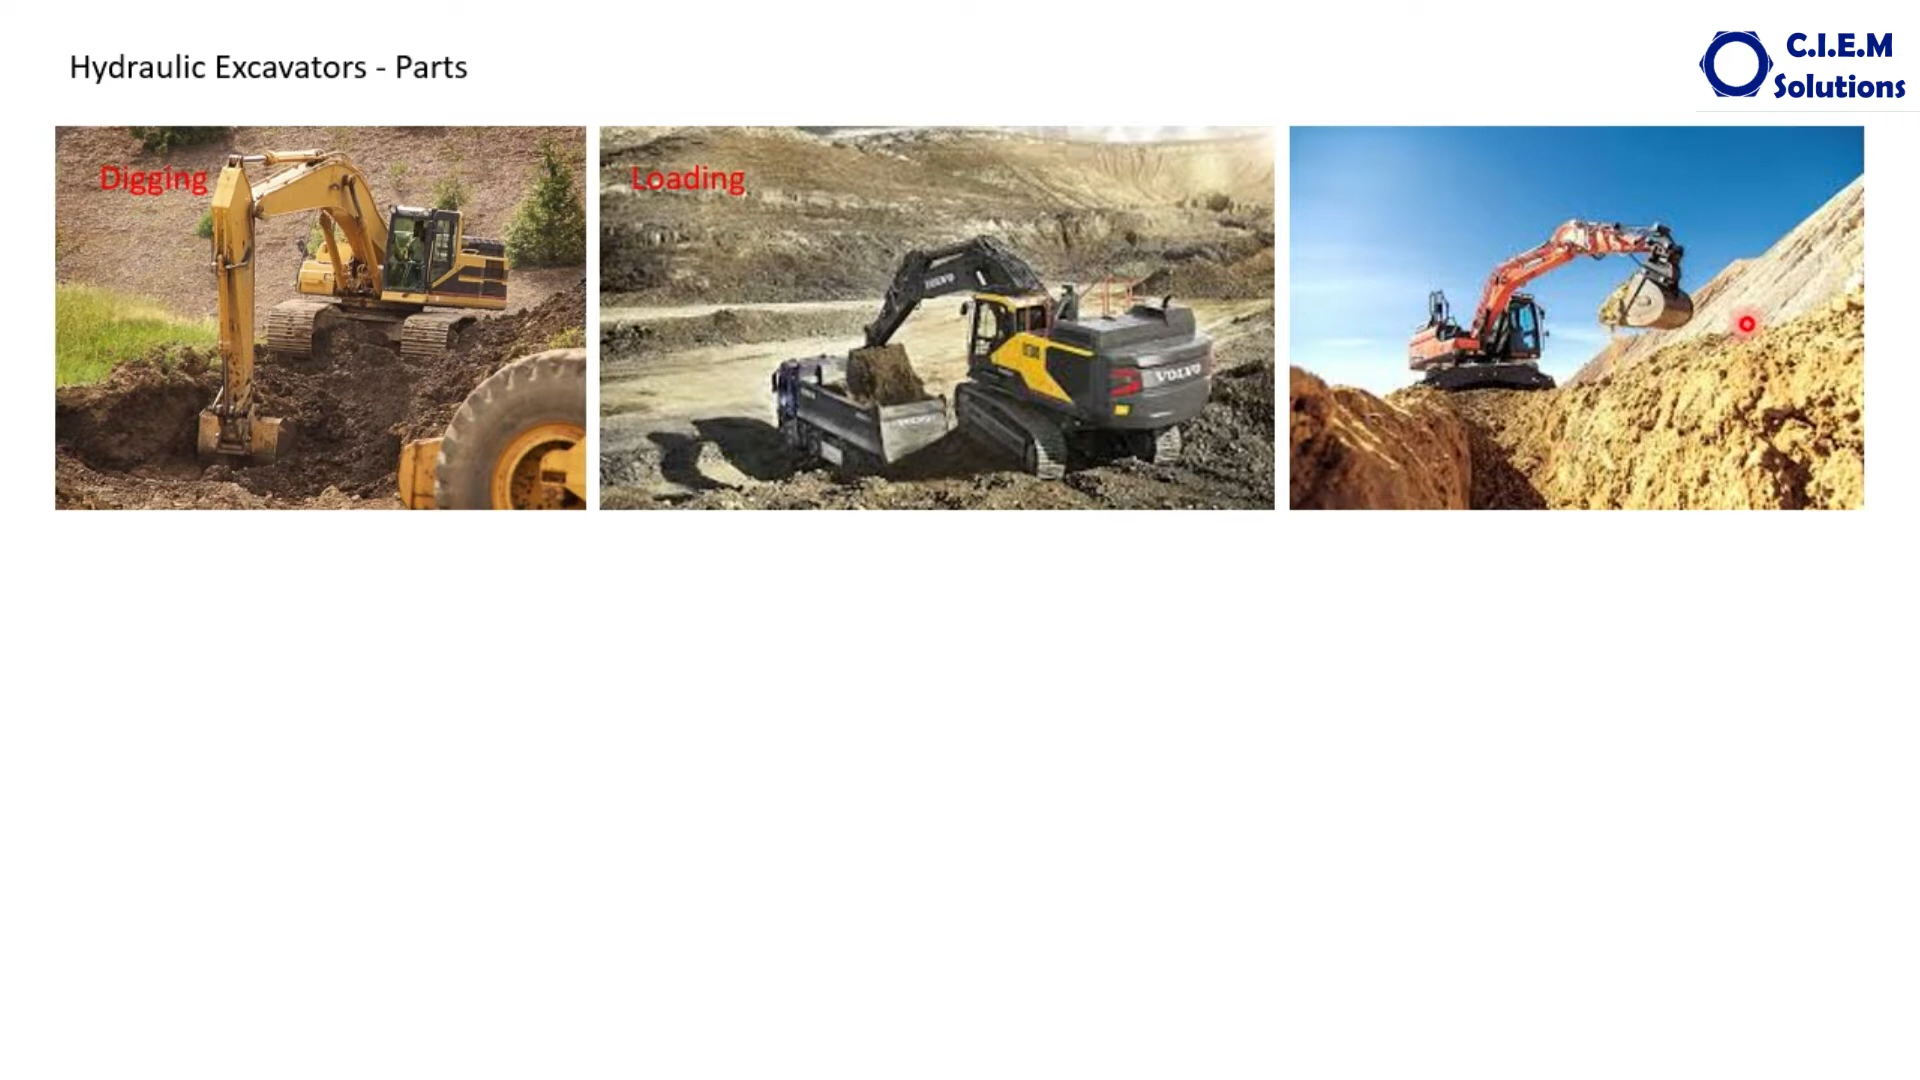 Hydraulic Excavators - Parts
C.I.E.M
Solutions
Digging
Loading
VOLVO
VOLVO